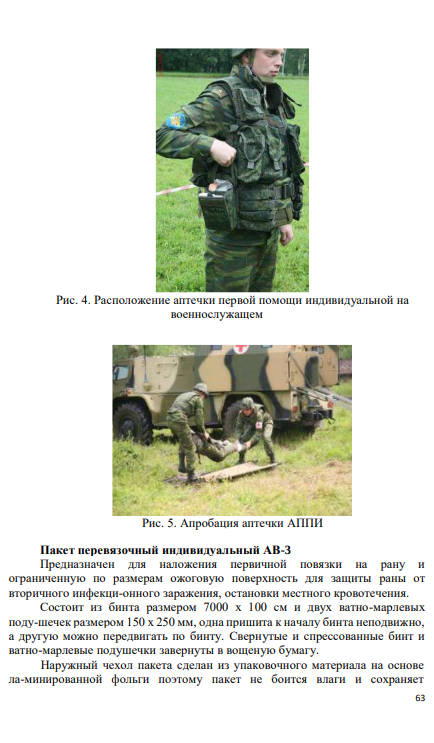 Рис. 4. Расположение аптечки первой помощи индивидуальной на
военнослужащем
Рис. 5. Апробация аптечки АППИ
Пакет перевязочный индивидуальный АВ-3
Предназначен для наложения первичной повязки на рану и
ограниченную по размерам ожоговую поверхность для защиты раны от
вторичного инфекци-онного заражения, остановки местного кровотечения.
Состоит из бинта размером 7000 х 100 см и двух ватно-марлевых
поду-шечек размером 150 х 250 мм, одна пришита к началу бинта неподвижно,
а другую можно передвигать по бинту. Свернутые и спрессованные бинт и
ватно-марлевые подушечки завернуты в вощеную бумагу.
Наружный чехол пакета сделан из упаковочного материала на основе
ла-минированной фольги поэтому пакет не боится влаги и сохраняет
63